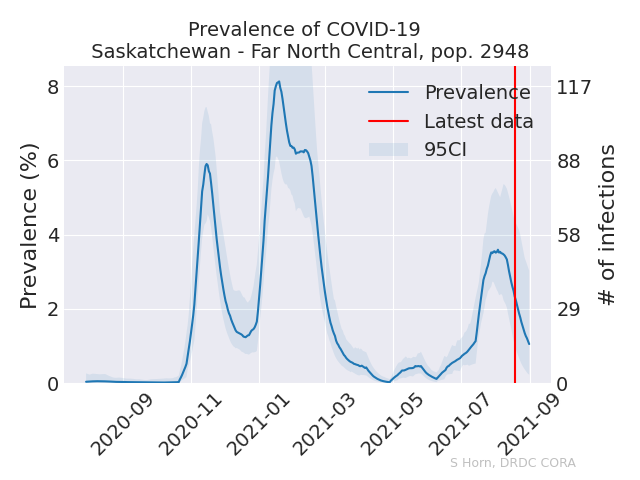 Prevalence of COVID-19
Saskatchewan - Far North Central, pop. 2948
Prevalence (%)
8
6
4
2
0
Prevalence
Latest data
95CI
117
88
58
29
0
# of infections
2020-09
2020-11
2021-01
2021-03
2021-05
2021-07
2021-09
S Horn, DRDC CORA